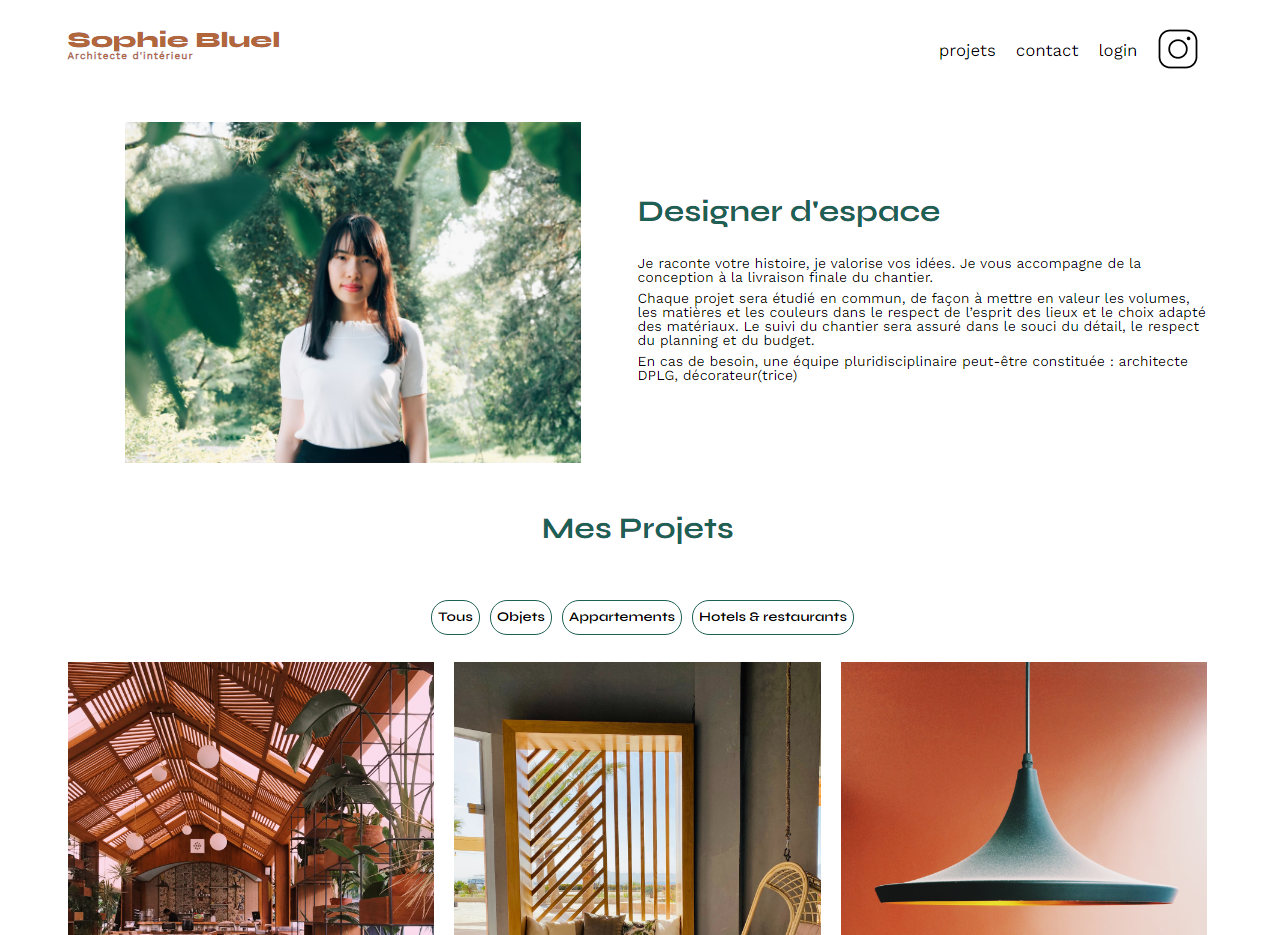 Sophie Bluel
Architecte d'intérieur
projets contact login
Designer d'espace
Je raconte votre histoire, je valorise vos idées. Je vous accompagne de la
conception à la livraison finale du chantier.
Chaque projet sera étudié en commun, de façon à mettre en valeur les volumes,
les matières et les couleurs dans le respect de l’esprit des lieux et le choix adapté
des matériaux. Le suivi du chantier sera assuré dans le souci du détail, le respect
du planning et du budget.
En cas de besoin, une équipe pluridisciplinaire peut-être constituée : architecte
DPLG, décorateur(trice)
Mes Projets
Tous Objets Appartements Hotels & restaurants